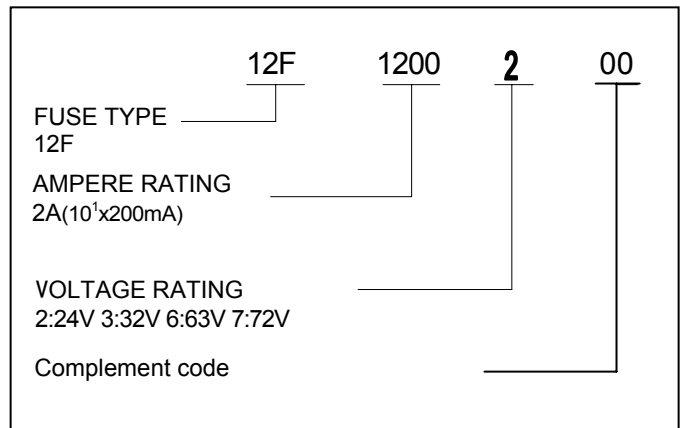 12F 1200 2 00
FUSE TYPE
12F
AMPERE RATING
2A(10¹x200mA)
VOLTAGE RATING
2:24V 3:32V 6:63V 7:72V
Complement code